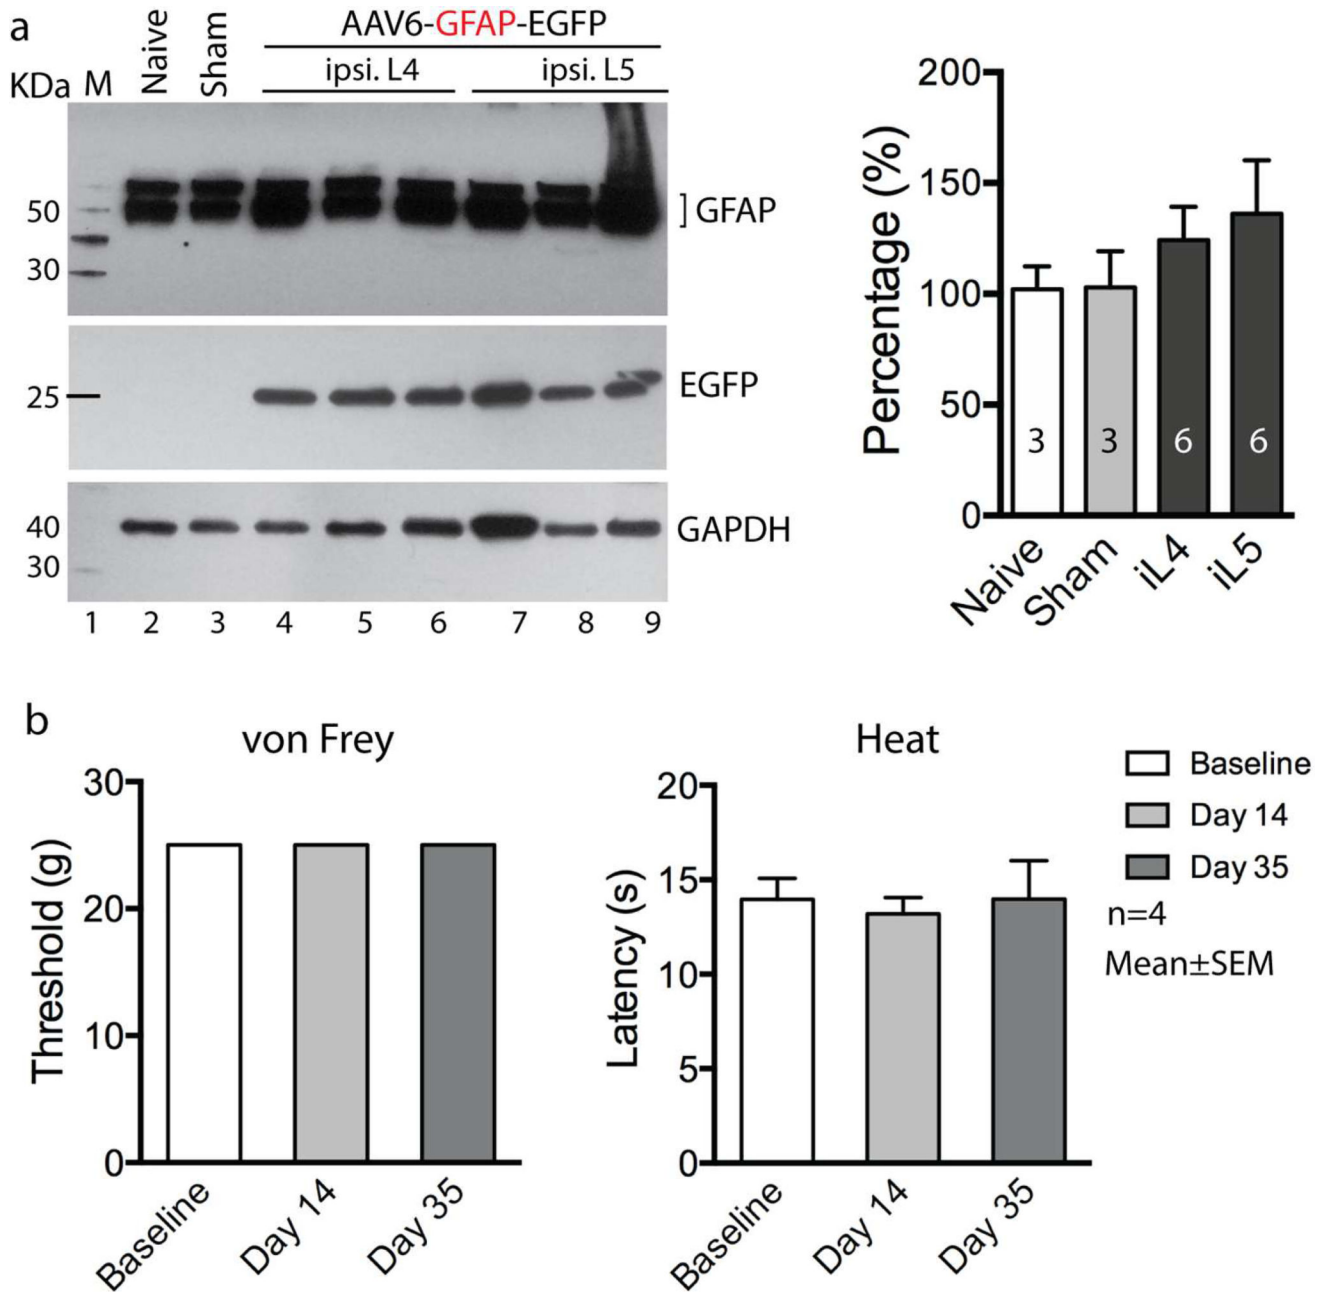 a
KDa M Naive Sham
AAV6-GFAP-EGFP
ipsi. L4 ipsi. L5
50
30
GFAP
25
EGFP
40
30
GAPDH
1 2 3 4 5 6 7 8 9
Percentage (%)
200
150
100
50
0
3 3 6 6
Naive Sham iL4 iL5
b
von Frey
Threshold (g)
30
20
10
0
Baseline Day 14 Day 35
Heat
Latency (s)
20
15
10
5
0
Baseline Day 14 Day 35
Baseline
Day 14
Day 35
n=4
Mean±SEM